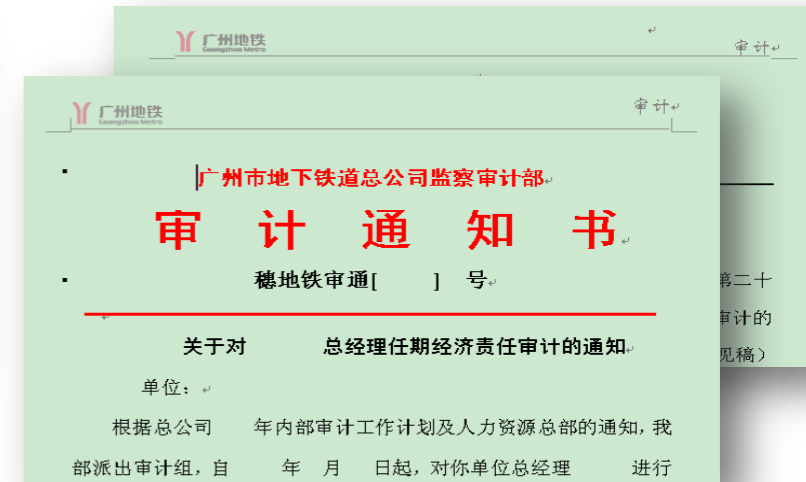 广州地铁
Guangzhou Metro
审计
广州地铁
Guangzhou Metro
审计
广州市地下铁道总公司监察审计部
审 计 通 知 书
穗地铁审通[ ] 号
第二十
关于对 总经理任期经济责任审计的通知
审计的
见稿）
单位：
根据总公司 年内部审计工作计划及人力资源总部的通知,我
部派出审计组，自 年 月 日起，对你单位总经理 进行